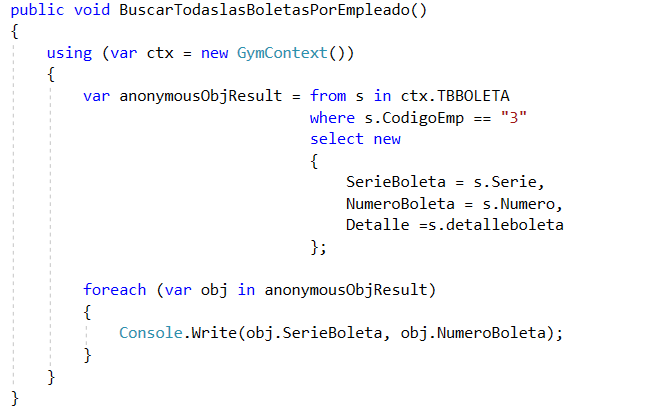 public void BuscarTodaslasBoletasPorEmpleado()
{
using (var ctx = new GymContext())
{
var anonymousObjResult = from s in ctx.TBBOLETA
where s.CodigoEmp == "3"
select new
{
SerieBoleta = s.Serie,
NumeroBoleta = s.Numero,
Detalle =s.detalleboleta
};
foreach (var obj in anonymousObjResult)
{
Console.Write(obj.SerieBoleta, obj.NumeroBoleta);
}
}
}